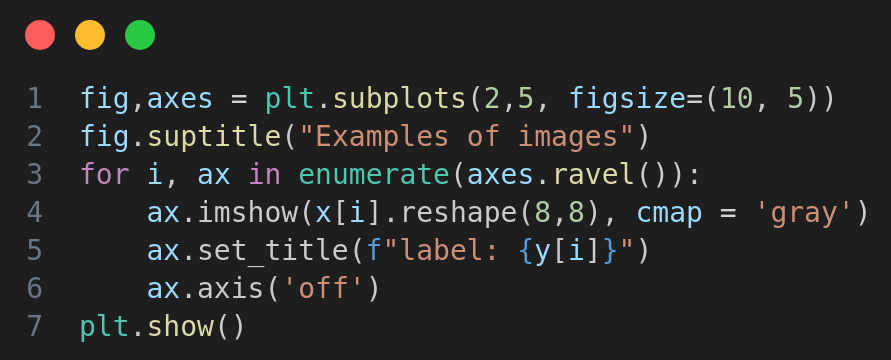 1 fig,axes = plt.subplots(2,5, figsize=(10, 5))
2 fig.suptitle("Examples of images")
3 for i, ax in enumerate(axes.ravel()):
4     ax.imshow(x[i].reshape(8,8), cmap = 'gray')
5     ax.set_title(f"label: {y[i]}")
6     ax.axis('off')
7 plt.show()